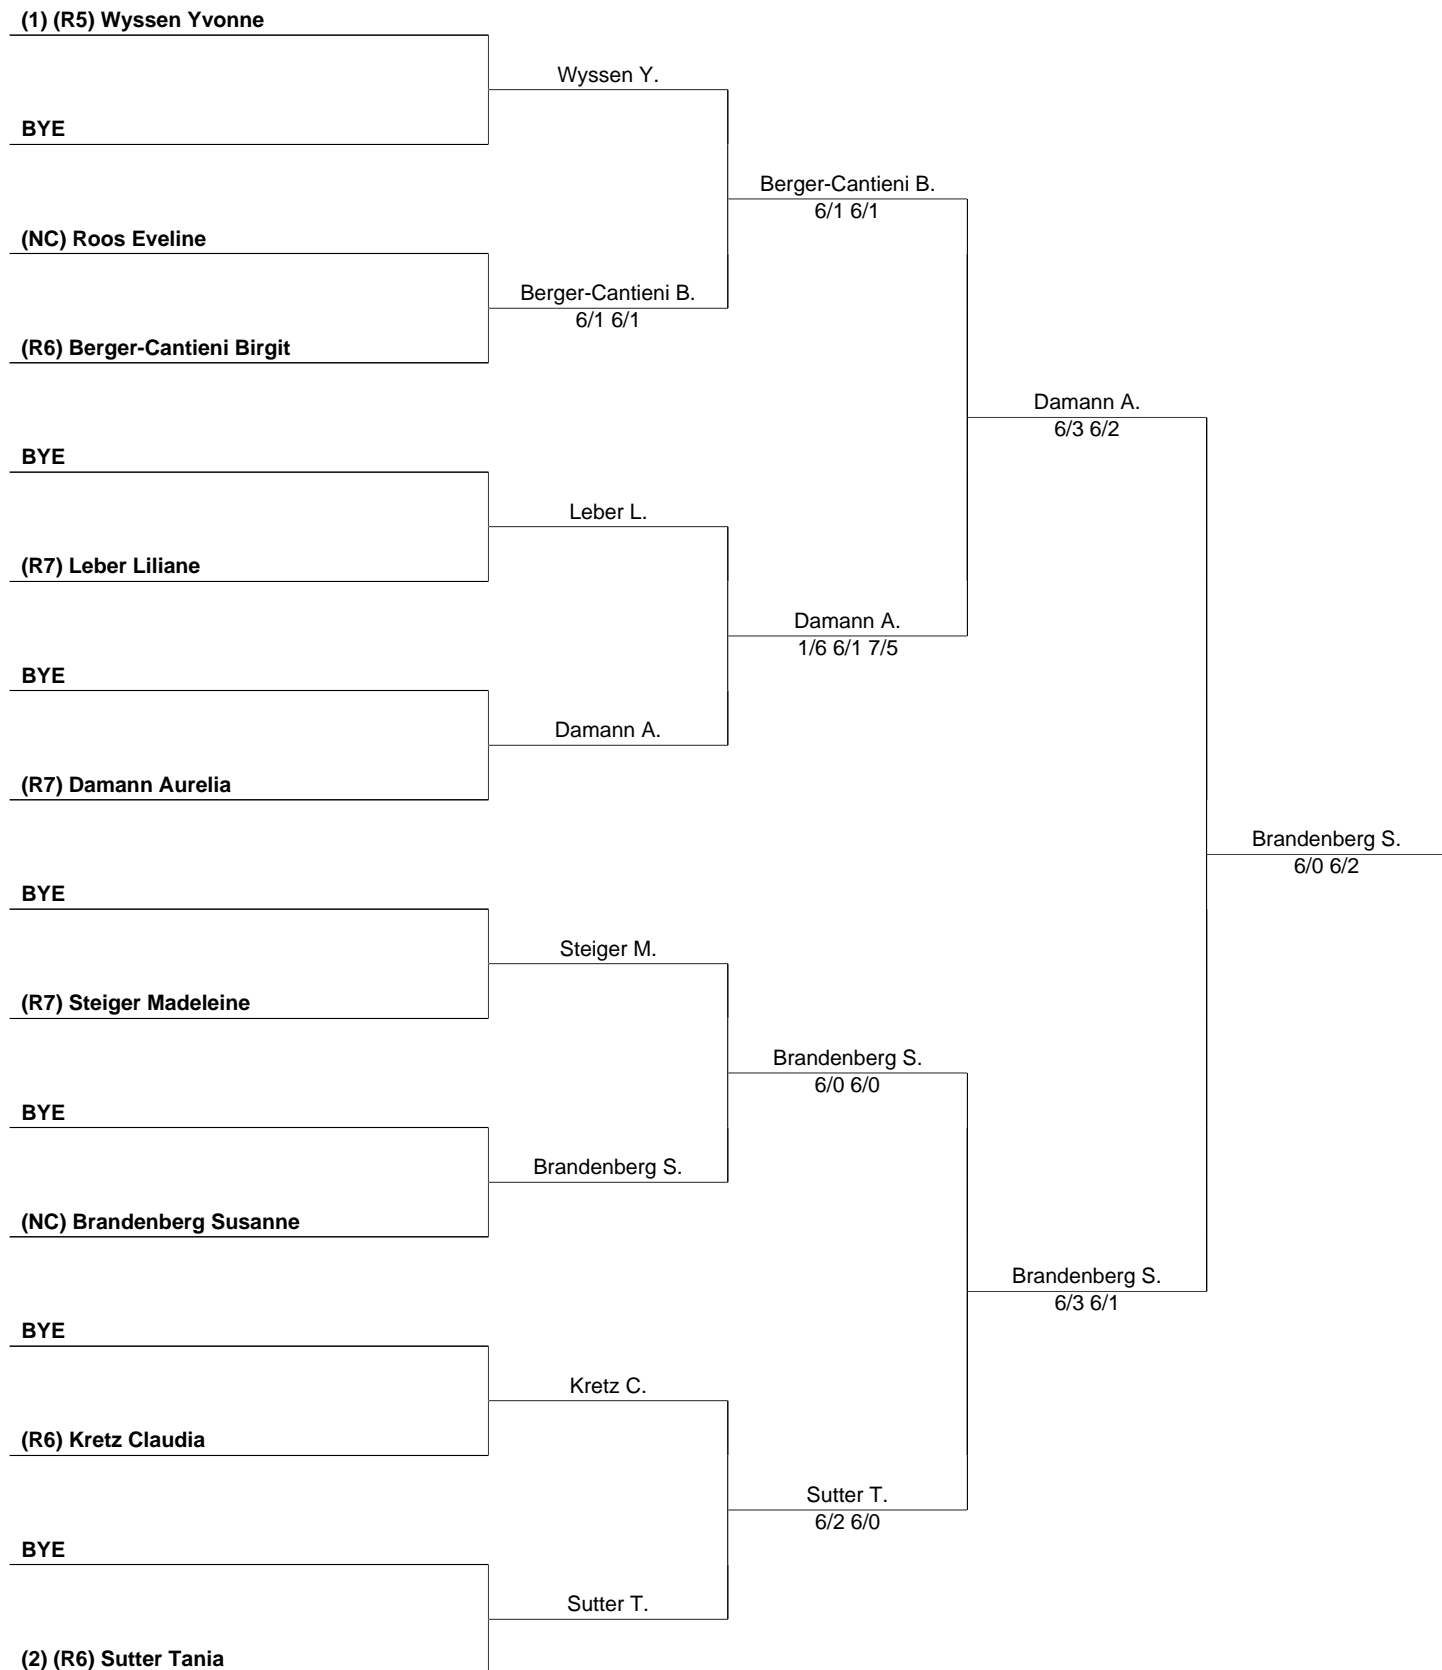 (1) (R5) Wyssen Yvonne
Wyssen Y.
BYE
Berger-Cantieni B.
6/1 6/1
(NC) Roos Eveline
Berger-Cantieni B.
6/1 6/1
(R6) Berger-Cantieni Birgit
Damann A.
6/3 6/2
BYE
Leber L.
(R7) Leber Liliane
Damann A.
1/6 6/1 7/5
BYE
Damann A.
(R7) Damann Aurelia
Brandenberg S.
6/0 6/2
BYE
Steiger M.
(R7) Steiger Madeleine
Brandenberg S.
6/0 6/0
BYE
Brandenberg S.
(NC) Brandenberg Susanne
Brandenberg S.
6/3 6/1
BYE
Kretz C.
(R6) Kretz Claudia
Sutter T.
6/2 6/0
BYE
Sutter T.
(2) (R6) Sutter Tania